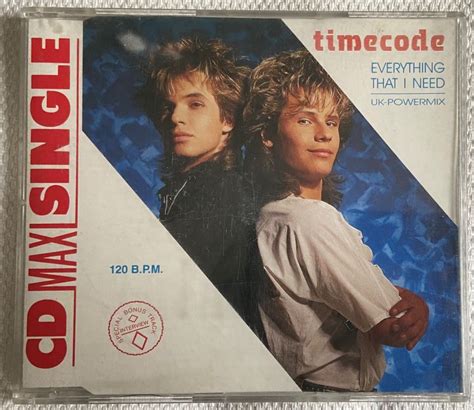 CD MAXI SINGLE
timecode
EVERYTHING
THAT I NEED
UK-POWERMIX
120 B.P.M.
SPECIAL BONUS TRACK
INTERVIEW